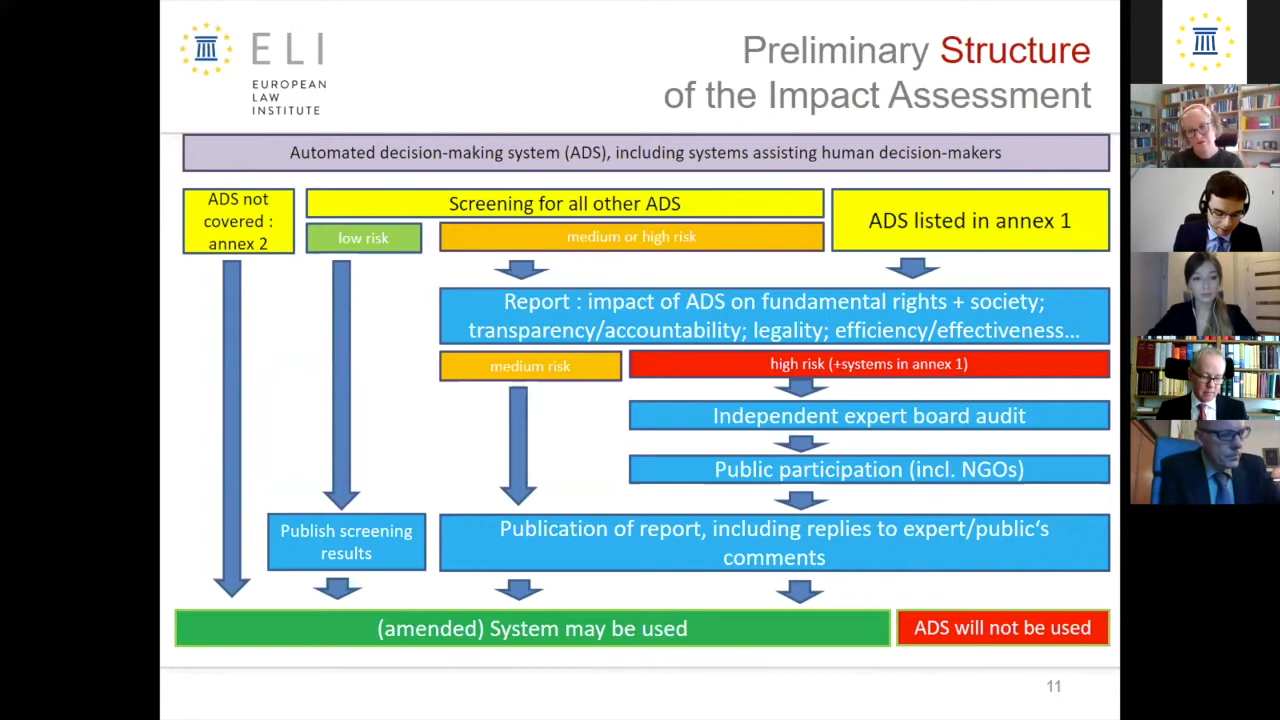 ELI
EUROPEAN
LAW
INSTITUTE
Preliminary Structure
of the Impact Assessment
Automated decision-making system (ADS), including systems assisting human decision-makers
ADS not
covered :
annex 2
Screening for all other ADS
low risk
medium or high risk
ADS listed in annex 1
Report : impact of ADS on fundamental rights + society;
transparency/accountability; legality; efficiency/effectiveness…
medium risk
high risk (+systems in annex 1)
Independent expert board audit
Public participation (incl. NGOs)
Publish screening
results
Publication of report, including replies to expert/public‘s
comments
(amended) System may be used
ADS will not be used
11